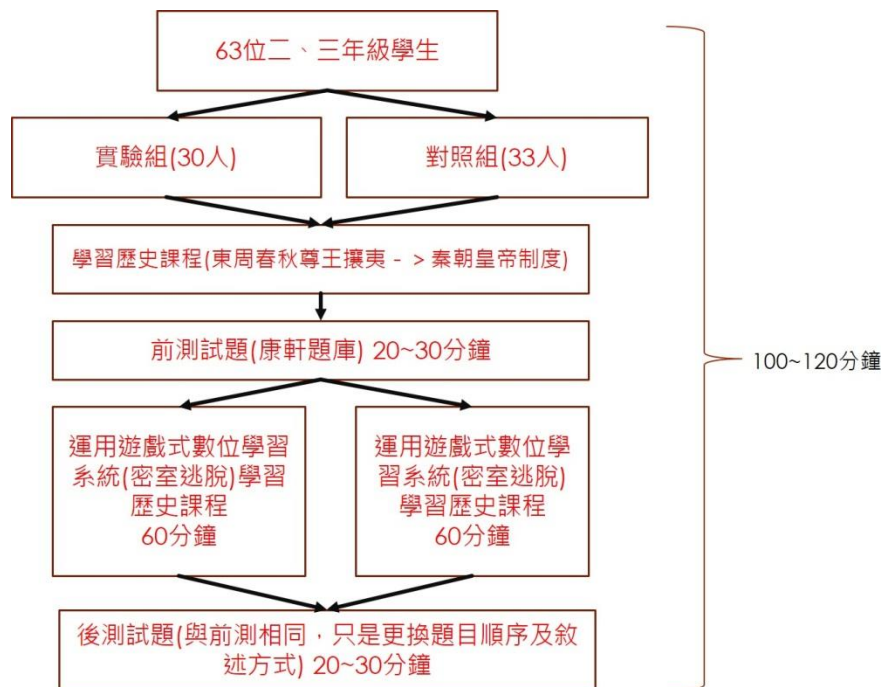 63位二、三年級學生
實驗組(30人)
對照組(33人)
學習歷史課程(東周春秋尊王攘夷 - > 秦朝皇帝制度)
前測試題(康軒題庫) 20~30分鐘
運用遊戲式數位學習
系統(密室逃脫)學習
歷史課程
60分鐘
運用遊戲式數位學
習系統(密室逃脫)
學習歷史課程
60分鐘
後測試題(與前測相同，只是更換題目順序及敘
述方式) 20~30分鐘
100~120分鐘